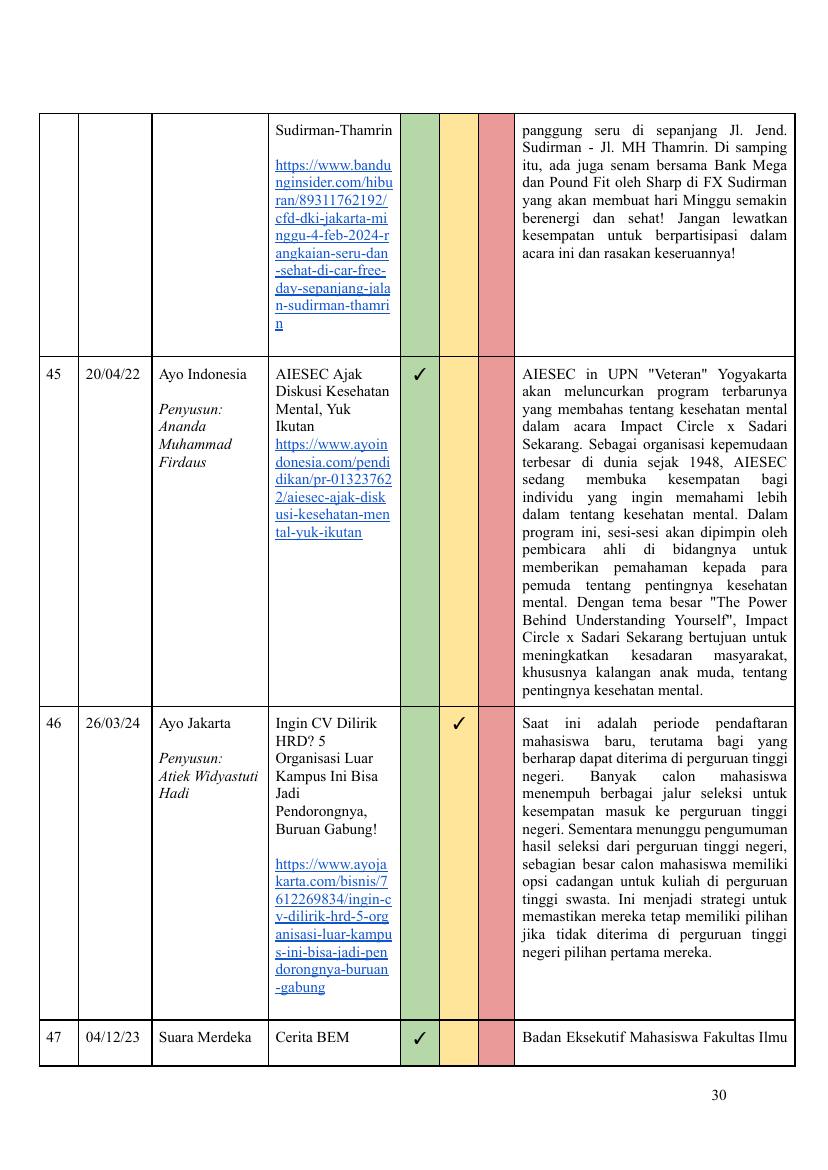 Sudirman-Thamrin
https://www.bandu
nginsider.com/hibu
ran/89311762192/
cfd-dki-jakarta-mi
nggu-4-feb-2024-r
angkaian-seru-dan
-sehat-di-car-free-
day-sepanjang-jala
n-sudirman-thamri
n
panggung seru di sepanjang Jl. Jend.
Sudirman - Jl. MH Thamrin. Di samping
itu, ada juga senam bersama Bank Mega
dan Pound Fit oleh Sharp di FX Sudirman
yang akan membuat hari Minggu semakin
berenergi dan sehat! Jangan lewatkan
kesempatan untuk berpartisipasi dalam
acara ini dan rasakan keseruannya!
45
20/04/22
Ayo Indonesia
Penyusun:
Ananda
Muhammad
Firdaus
AIESEC Ajak
Diskusi Kesehatan
Mental, Yuk
Ikutan
https://www.ayoin
donesia.com/pendi
dikan/pr-01323762
2/aiesec-ajak-disk
usi-kesehatan-men
tal-yuk-ikutan
✓
AIESEC in UPN "Veteran" Yogyakarta
akan meluncurkan program terbarunya
yang membahas tentang kesehatan mental
dalam acara Impact Circle x Sadari
Sekarang. Sebagai organisasi kepemudaan
terbesar di dunia sejak 1948, AIESEC
sedang membuka kesempatan bagi
individu yang ingin memahami lebih
dalam tentang kesehatan mental. Dalam
program ini, sesi-sesi akan dipimpin oleh
pembicara ahli di bidangnya untuk
memberikan pemahaman kepada para
pemuda tentang pentingnya kesehatan
mental. Dengan tema besar "The Power
Behind Understanding Yourself", Impact
Circle x Sadari Sekarang bertujuan untuk
meningkatkan kesadaran masyarakat,
khususnya kalangan anak muda, tentang
pentingnya kesehatan mental.
46
26/03/24
Ayo Jakarta
Penyusun:
Atiek Widyastuti
Hadi
Ingin CV Dilirik
HRD? 5
Organisasi Luar
Kampus Ini Bisa
Jadi
Pendorongnya,
Buruan Gabung!
https://www.ayoja
karta.com/bisnis/7
612269834/ingin-c
v-dilirik-hrd-5-org
anisasi-luar-kampu
s-ini-bisa-jadi-pen
dorongnya-buruan
-gabung
✓
Saat ini adalah periode pendaftaran
mahasiswa baru, terutama bagi yang
berharap dapat diterima di perguruan tinggi
negeri. Banyak calon mahasiswa
menempuh berbagai jalur seleksi untuk
kesempatan masuk ke perguruan tinggi
negeri. Sementara menunggu pengumuman
hasil seleksi dari perguruan tinggi negeri,
sebagian besar calon mahasiswa memiliki
opsi cadangan untuk kuliah di perguruan
tinggi swasta. Ini menjadi strategi untuk
memastikan mereka tetap memiliki pilihan
jika tidak diterima di perguruan tinggi
negeri pilihan pertama mereka.
47
04/12/23
Suara Merdeka
Cerita BEM
✓
Badan Eksekutif Mahasiswa Fakultas Ilmu
30